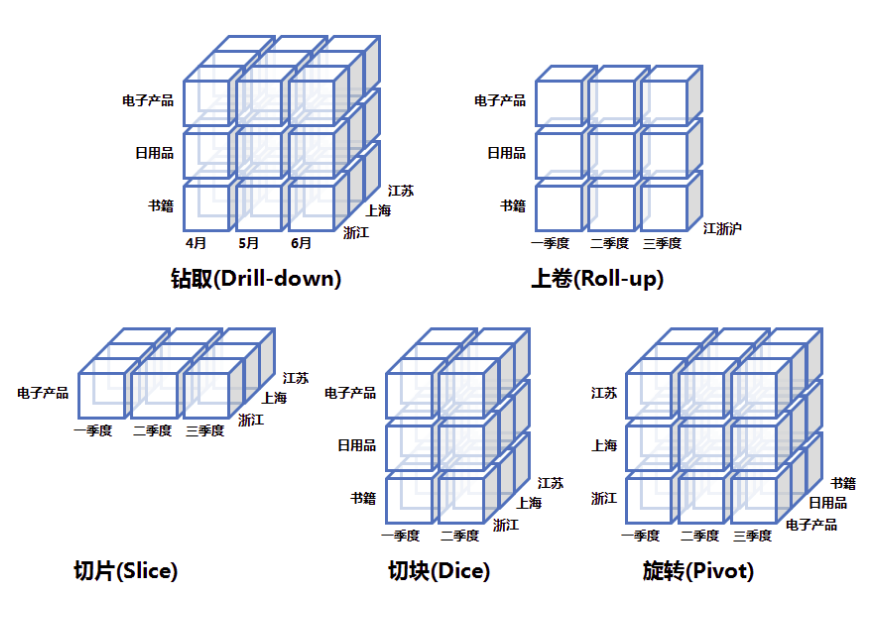 电子产品
日用品
书籍
江苏
上海
浙江
4月 5月 6月
钻取(Drill-down)
电子产品
日用品
书籍
江浙沪
一季度 二季度 三季度
上卷(Roll-up)
电子产品
江苏
上海
浙江
一季度 二季度 三季度
切片(Slice)
电子产品
日用品
书籍
江苏
上海
浙江
一季度 二季度
切块(Dice)
江苏
上海
浙江
书籍
日用品
电子产品
一季度 二季度 三季度
旋转(Pivot)